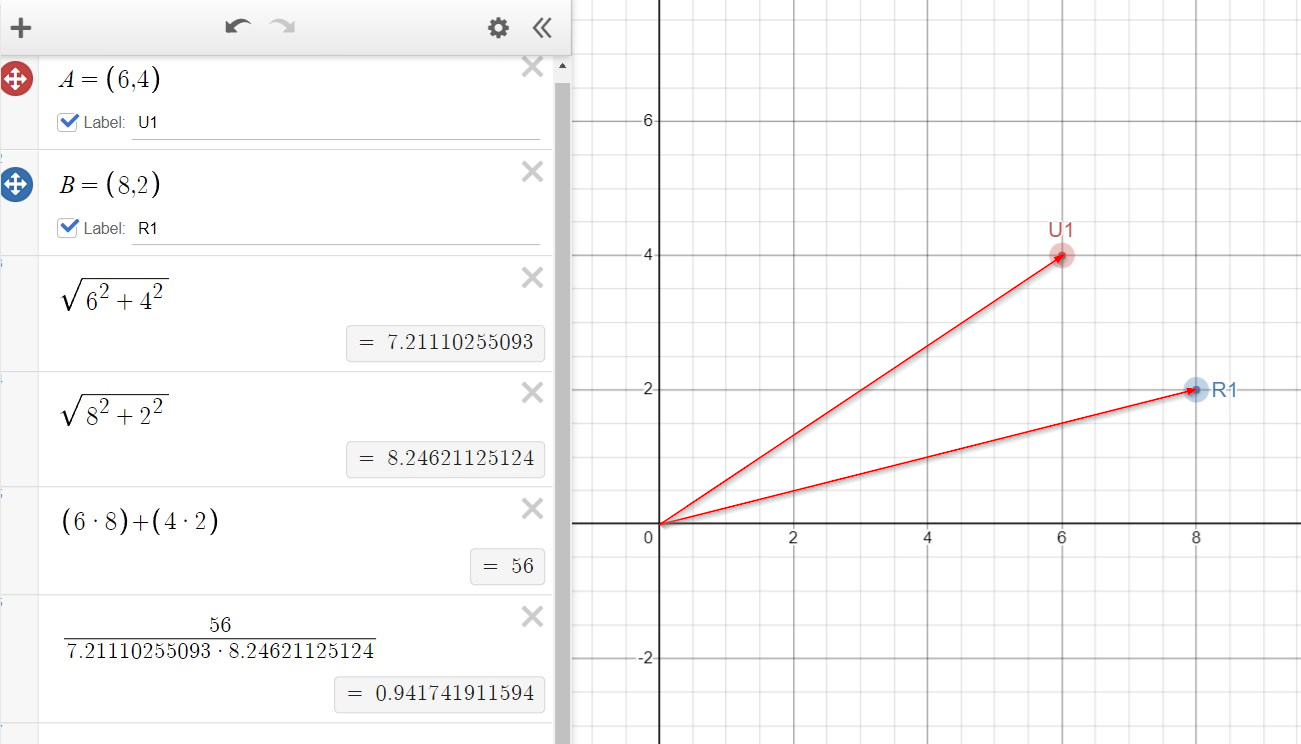 A = (6,4)
Label: U1
B = (8,2)
Label: R1
√(6² + 4²)
= 7.21110255093
√(8² + 2²)
= 8.24621125124
(6 · 8)+(4 · 2)
= 56
56
7.21110255093 · 8.24621125124
= 0.941741911594
6
U1
4
2
R1
0 2 4 6 8
-2